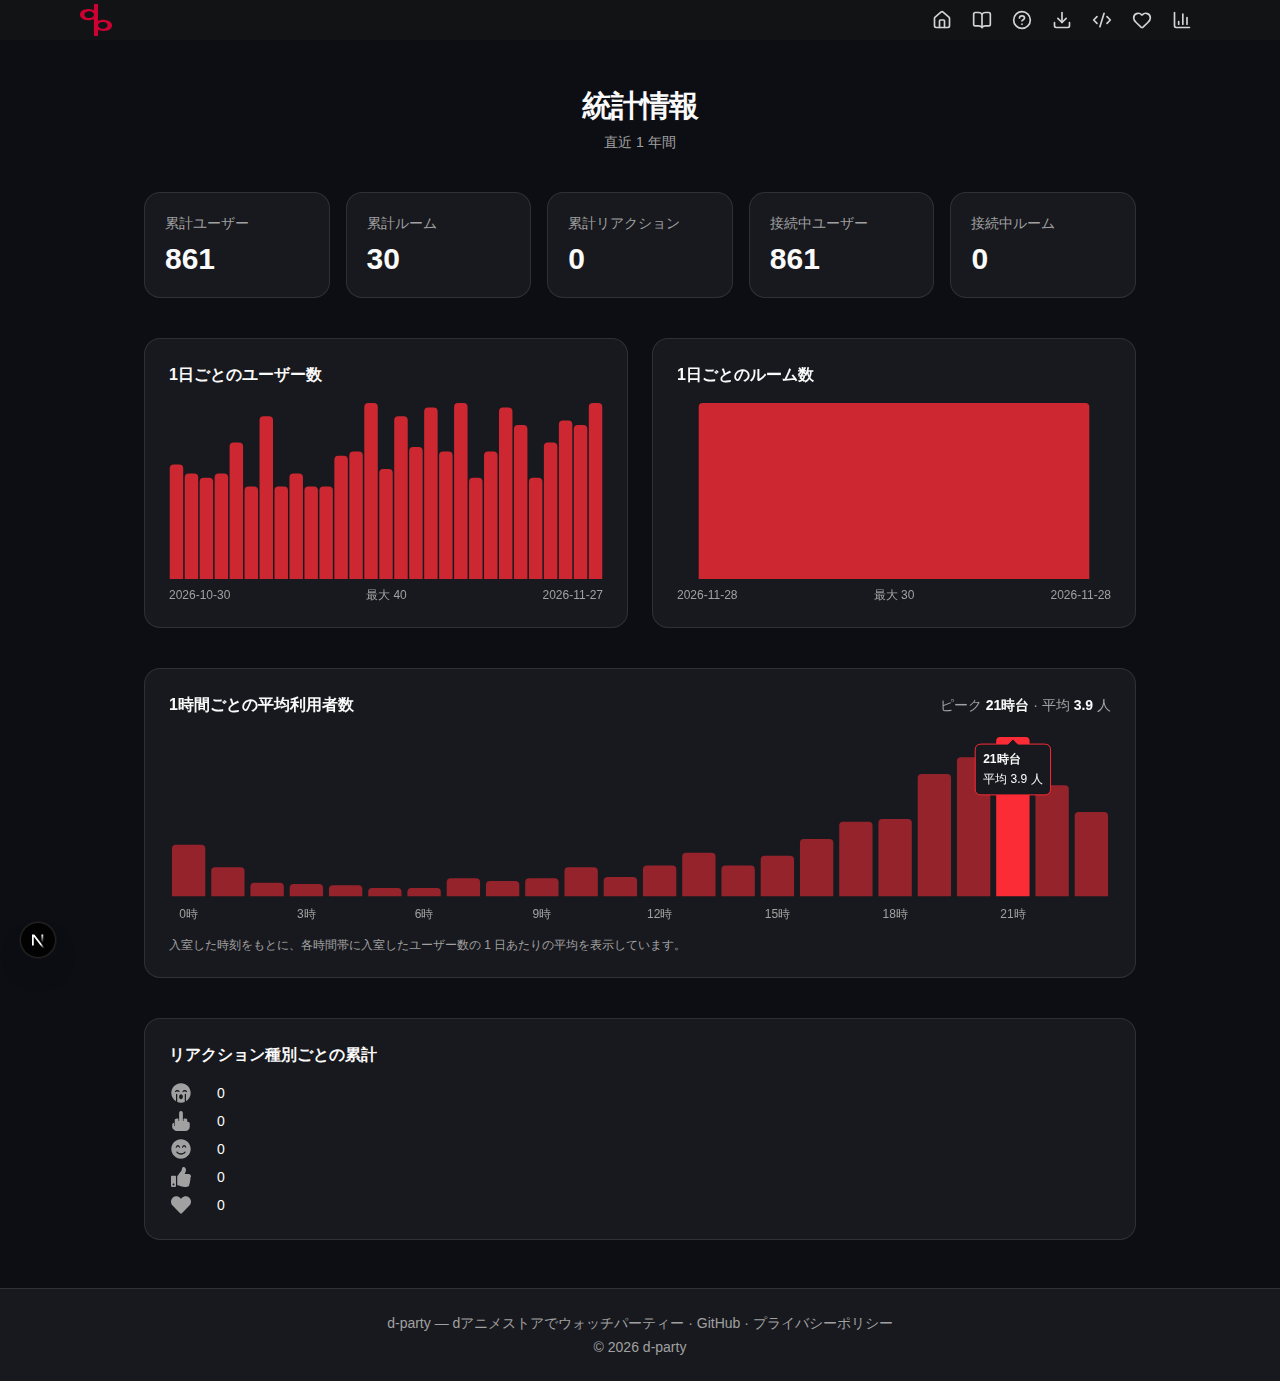 統計情報
直近 1 年間
累計ユーザー
861
累計ルーム
30
累計リアクション
0
接続中ユーザー
861
接続中ルーム
0
1日ごとのユーザー数
2026-10-30 最大 40 2026-11-27
1日ごとのルーム数
2026-11-28 最大 30 2026-11-28
1時間ごとの平均利用者数
ピーク 21時台 · 平均 3.9 人
21時台
平均 3.9 人
0時 3時 6時 9時 12時 15時 18時 21時
入室した時刻をもとに、各時間帯に入室したユーザー数の 1 日あたりの平均を表示しています。
リアクション種別ごとの累計
0
0
0
0
0
d-party — dアニメストアでウォッチパーティー · GitHub · プライバシーポリシー
© 2026 d-party